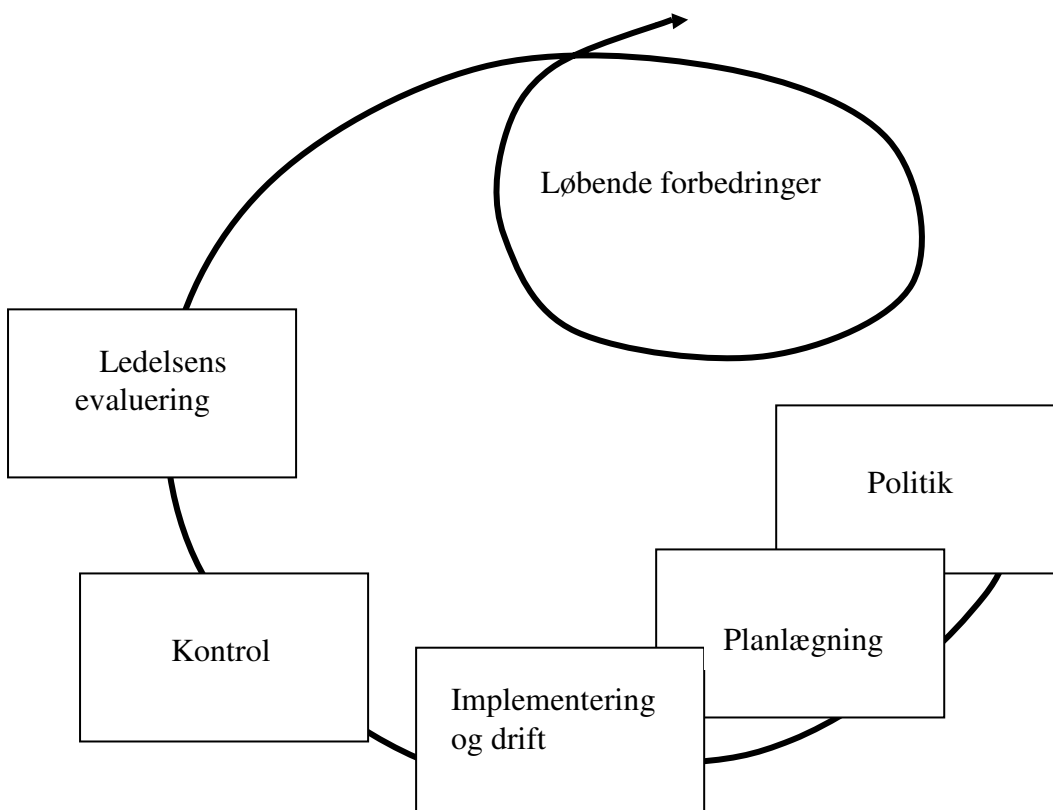 Løbende forbedringer
Ledelsens
evaluering
Politik
Planlægning
Kontrol
Implementering
og drift